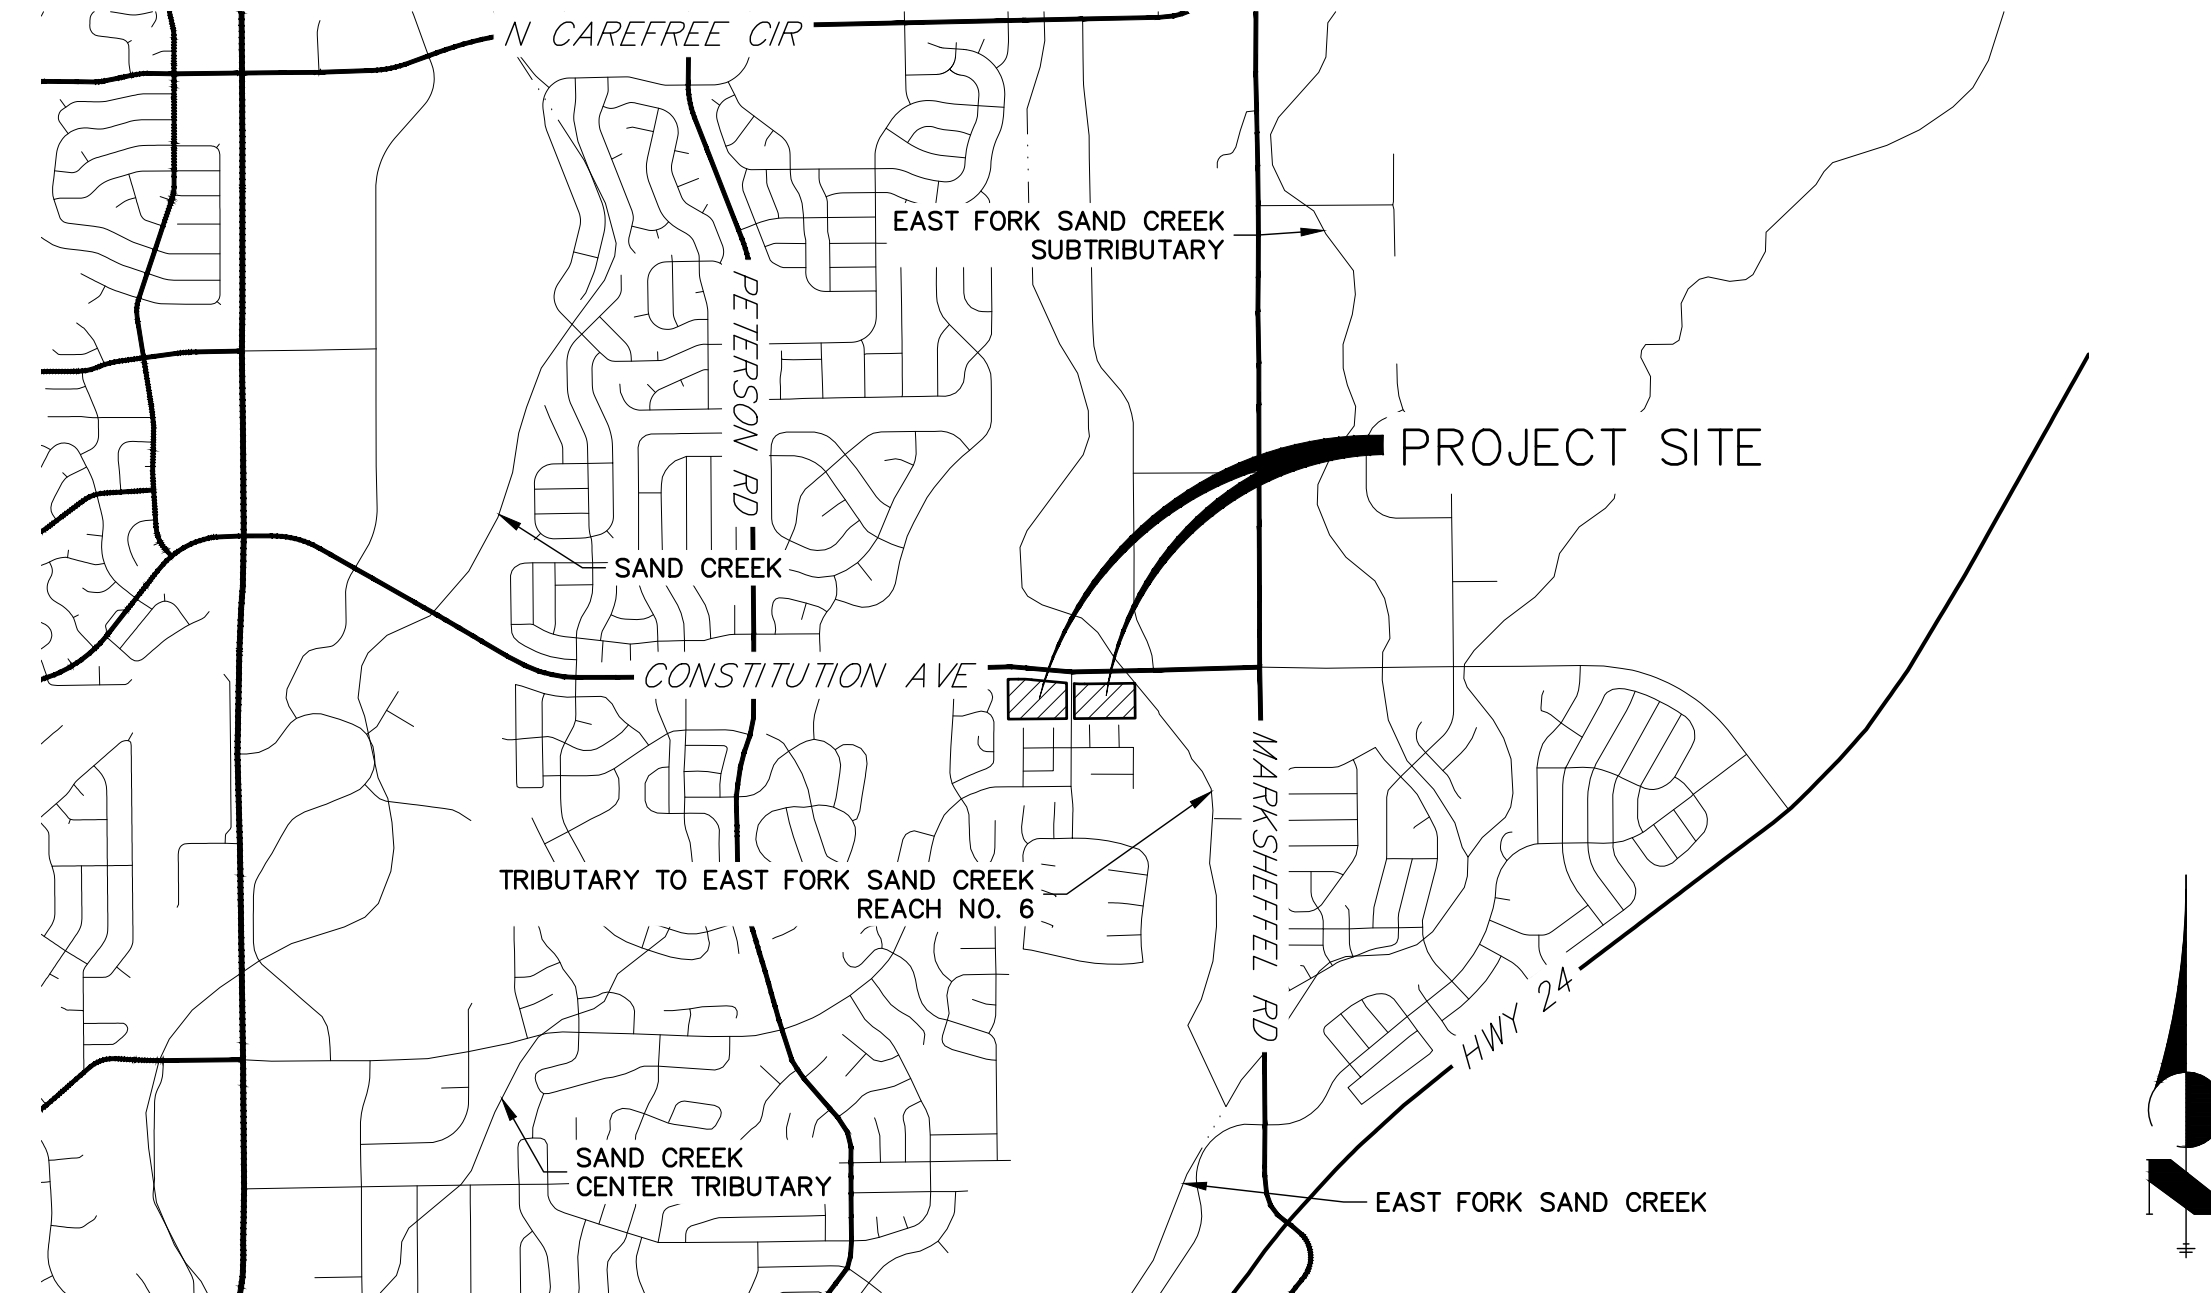 N CAREFREE CIR
EAST FORK SAND CREEK
SUBTRIBUTARY
PETERSON RD
PROJECT SITE
SAND CREEK
CONSTITUTION AVE
MARKSHEFFEL RD
TRIBUTARY TO EAST FORK SAND CREEK
REACH NO. 6
HWY 24
SAND CREEK
CENTER TRIBUTARY
EAST FORK SAND CREEK
N